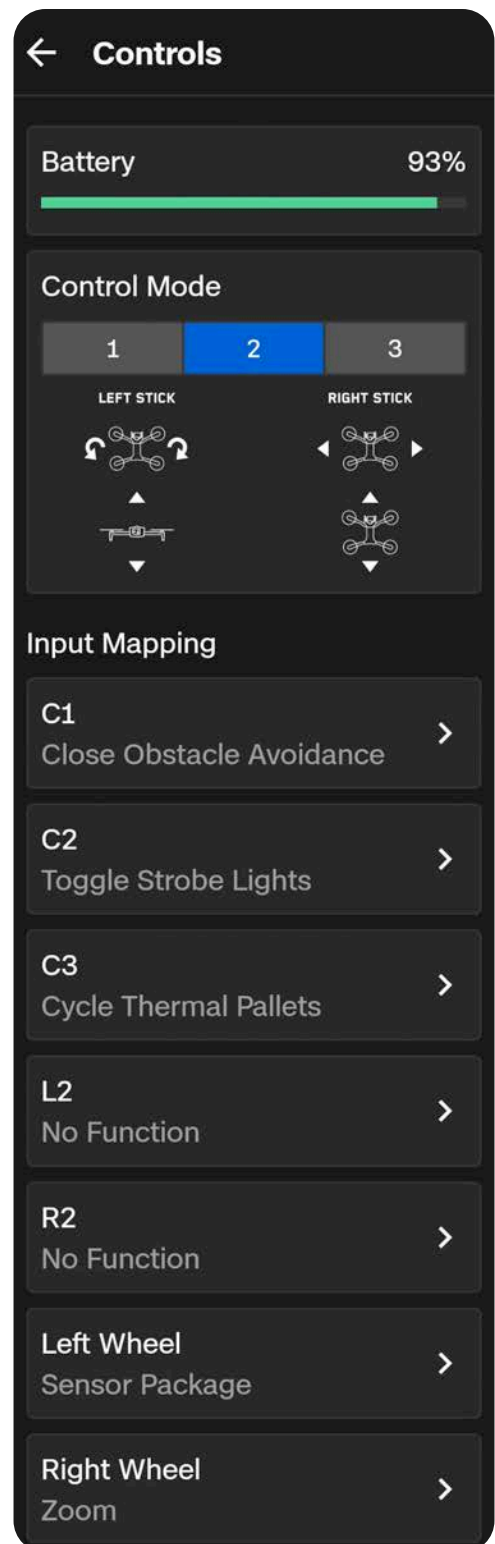 Controls
Battery 93%
Control Mode
1 2 3
LEFT STICK RIGHT STICK
Input Mapping
C1
Close Obstacle Avoidance
C2
Toggle Strobe Lights
C3
Cycle Thermal Pallets
L2
No Function
R2
No Function
Left Wheel
Sensor Package
Right Wheel
Zoom